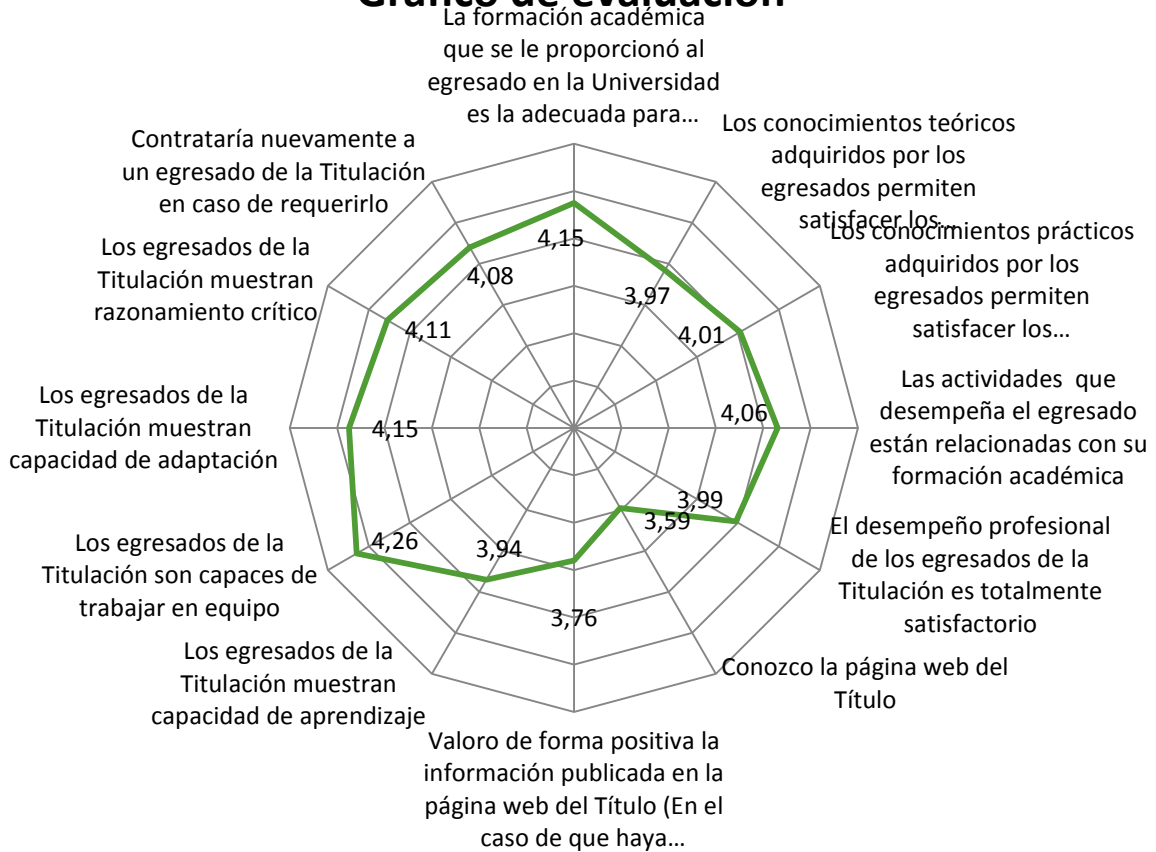 Gráfico de evaluación
La formación académica
que se le proporcionó al
egresado en la Universidad
es la adecuada para...
Los conocimientos teóricos
adquiridos por los
egresados permiten
satisfacer los...
Los conocimientos prácticos
adquiridos por los
egresados permiten
satisfacer los...
Las actividades que
desempeña el egresado
están relacionadas con su
formación académica
El desempeño profesional
de los egresados de la
Titulación es totalmente
satisfactorio
Conozco la página web del
Título
Valoro de forma positiva la
información publicada en la
página web del Título (En el
caso de que haya...
Los egresados de la
Titulación muestran
capacidad de aprendizaje
Los egresados de la
Titulación son capaces de
trabajar en equipo
Los egresados de la
Titulación muestran
capacidad de adaptación
Los egresados de la
Titulación muestran
razonamiento crítico
Contrataría nuevamente a
un egresado de la Titulación
en caso de requerirlo
4,15
3,97
4,01
4,06
3,99
3,59
3,76
3,94
4,26
4,15
4,11
4,08